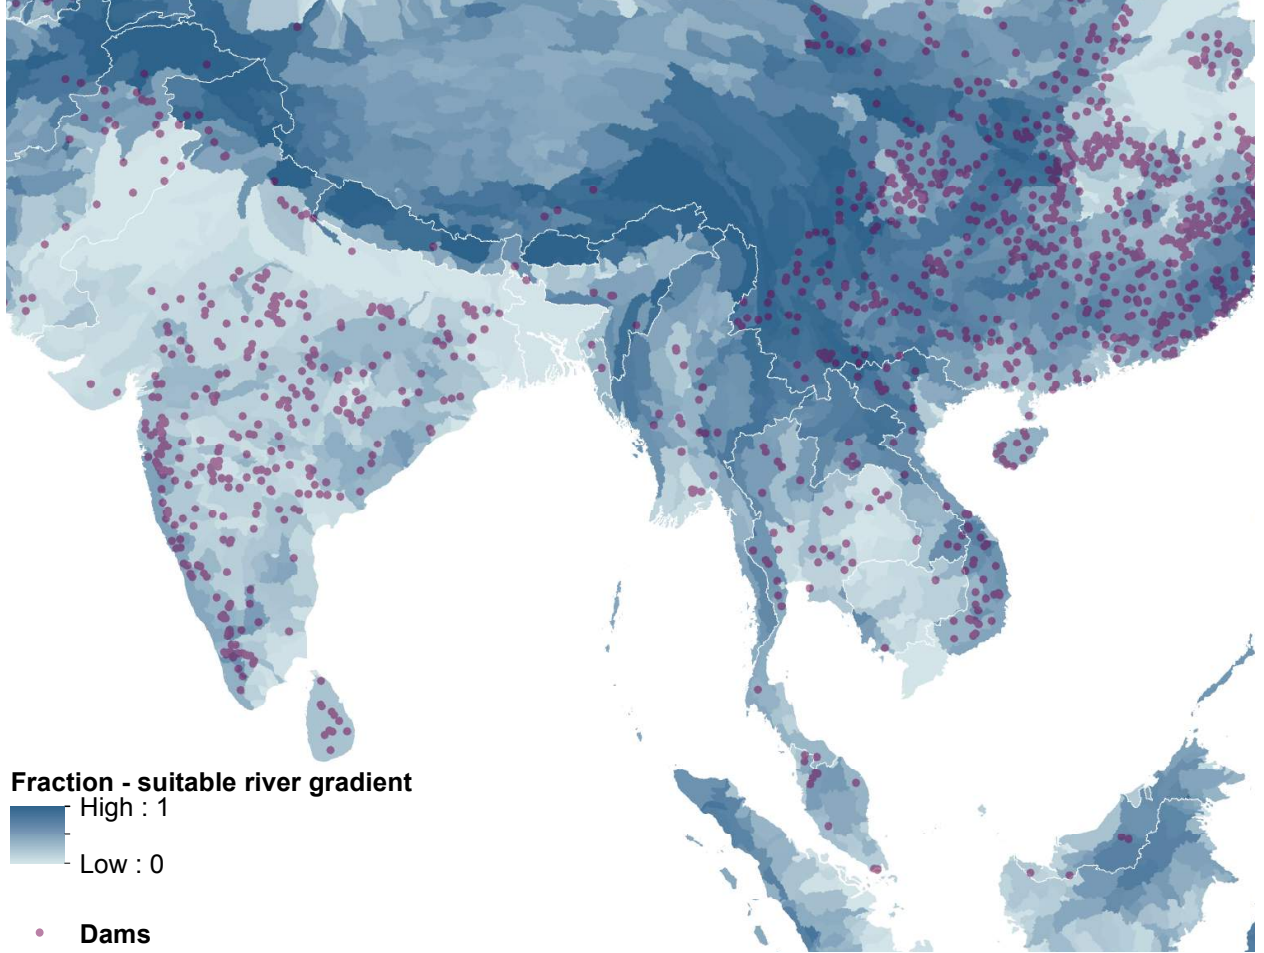 Fraction - suitable river gradient
High : 1
Low : 0
Dams